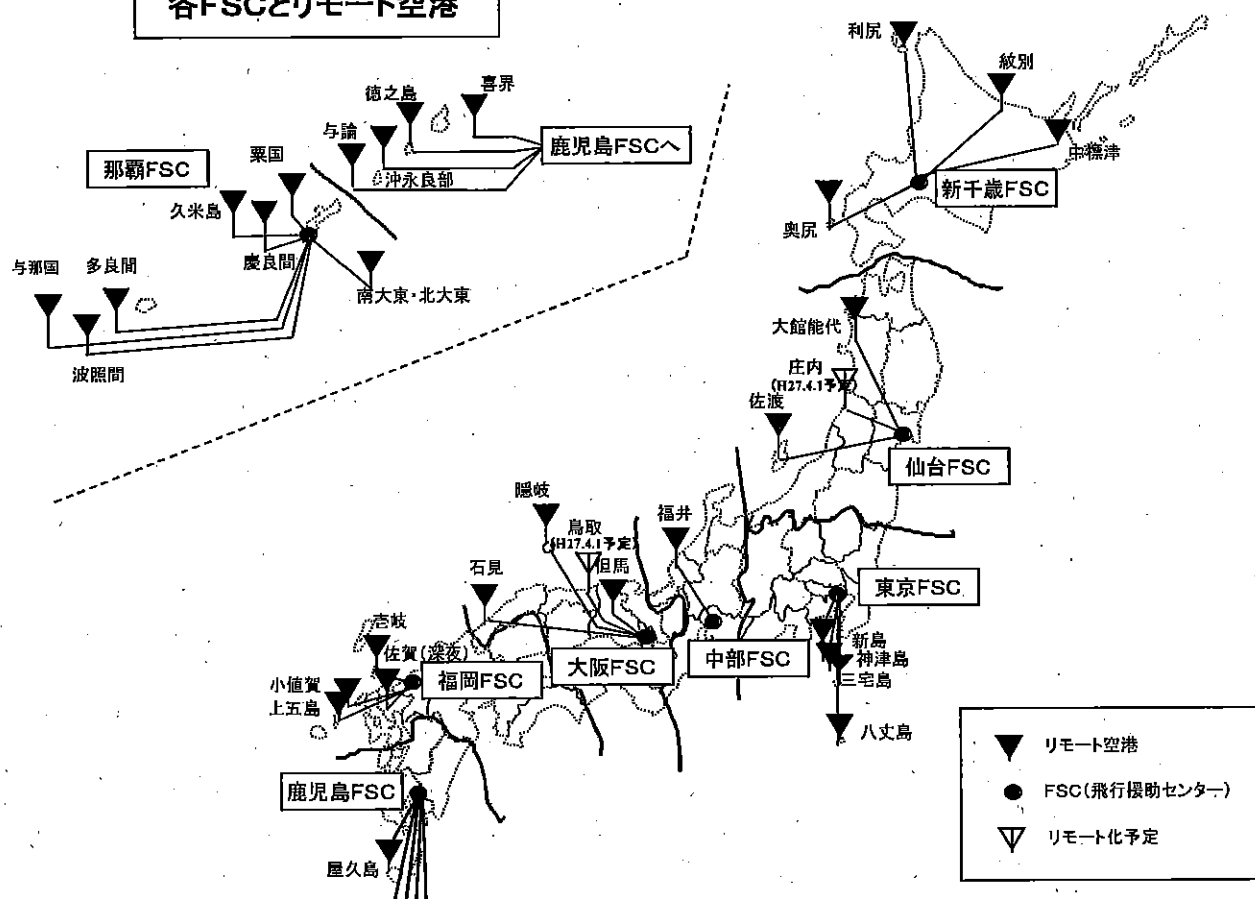 各FSCとリモート空港
利尻
紋別
中標津
新千歳FSC
奥尻
喜界
徳之島
与論
沖永良部
鹿児島FSCへ
那覇FSC
粟国
久米島
慶良間
与那国
多良間
南大東・北大東
波照間
大館能代
庄内
(H27.4.1予定)
佐渡
仙台FSC
隠岐
鳥取
(H27.4.1予定)
但馬
福井
石見
東京FSC
新島
神津島
三宅島
八丈島
壱岐
佐賀(深夜)
小値賀
上五島
福岡FSC
大阪FSC
中部FSC
鹿児島FSC
屋久島
リモート空港
FSC(飛行援助センター)
リモート化予定